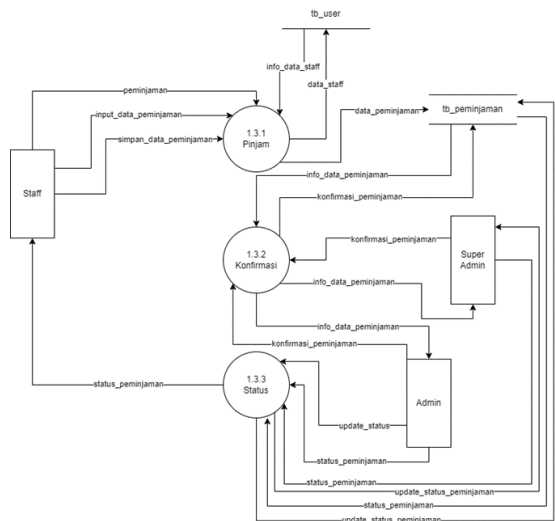 tb_user
info_data_staff
data_staff
peminjaman
input_data_peminjaman
simpan_data_peminjaman
1.3.1
Pinjam
data_peminjaman
tb_peminjaman
Staff
info_data_peminjaman
konfirmasi_peminjaman
konfirmasi_peminjaman
1.3.2
Konfirmasi
Super
Admin
info_data_peminjaman
info_data_peminjaman
konfirmasi_peminjaman
1.3.3
Status
status_peminjaman
Admin
update_status
status_peminjaman
status_peminjaman
update_status_peminjaman
status_peminjaman
update_status_peminjaman